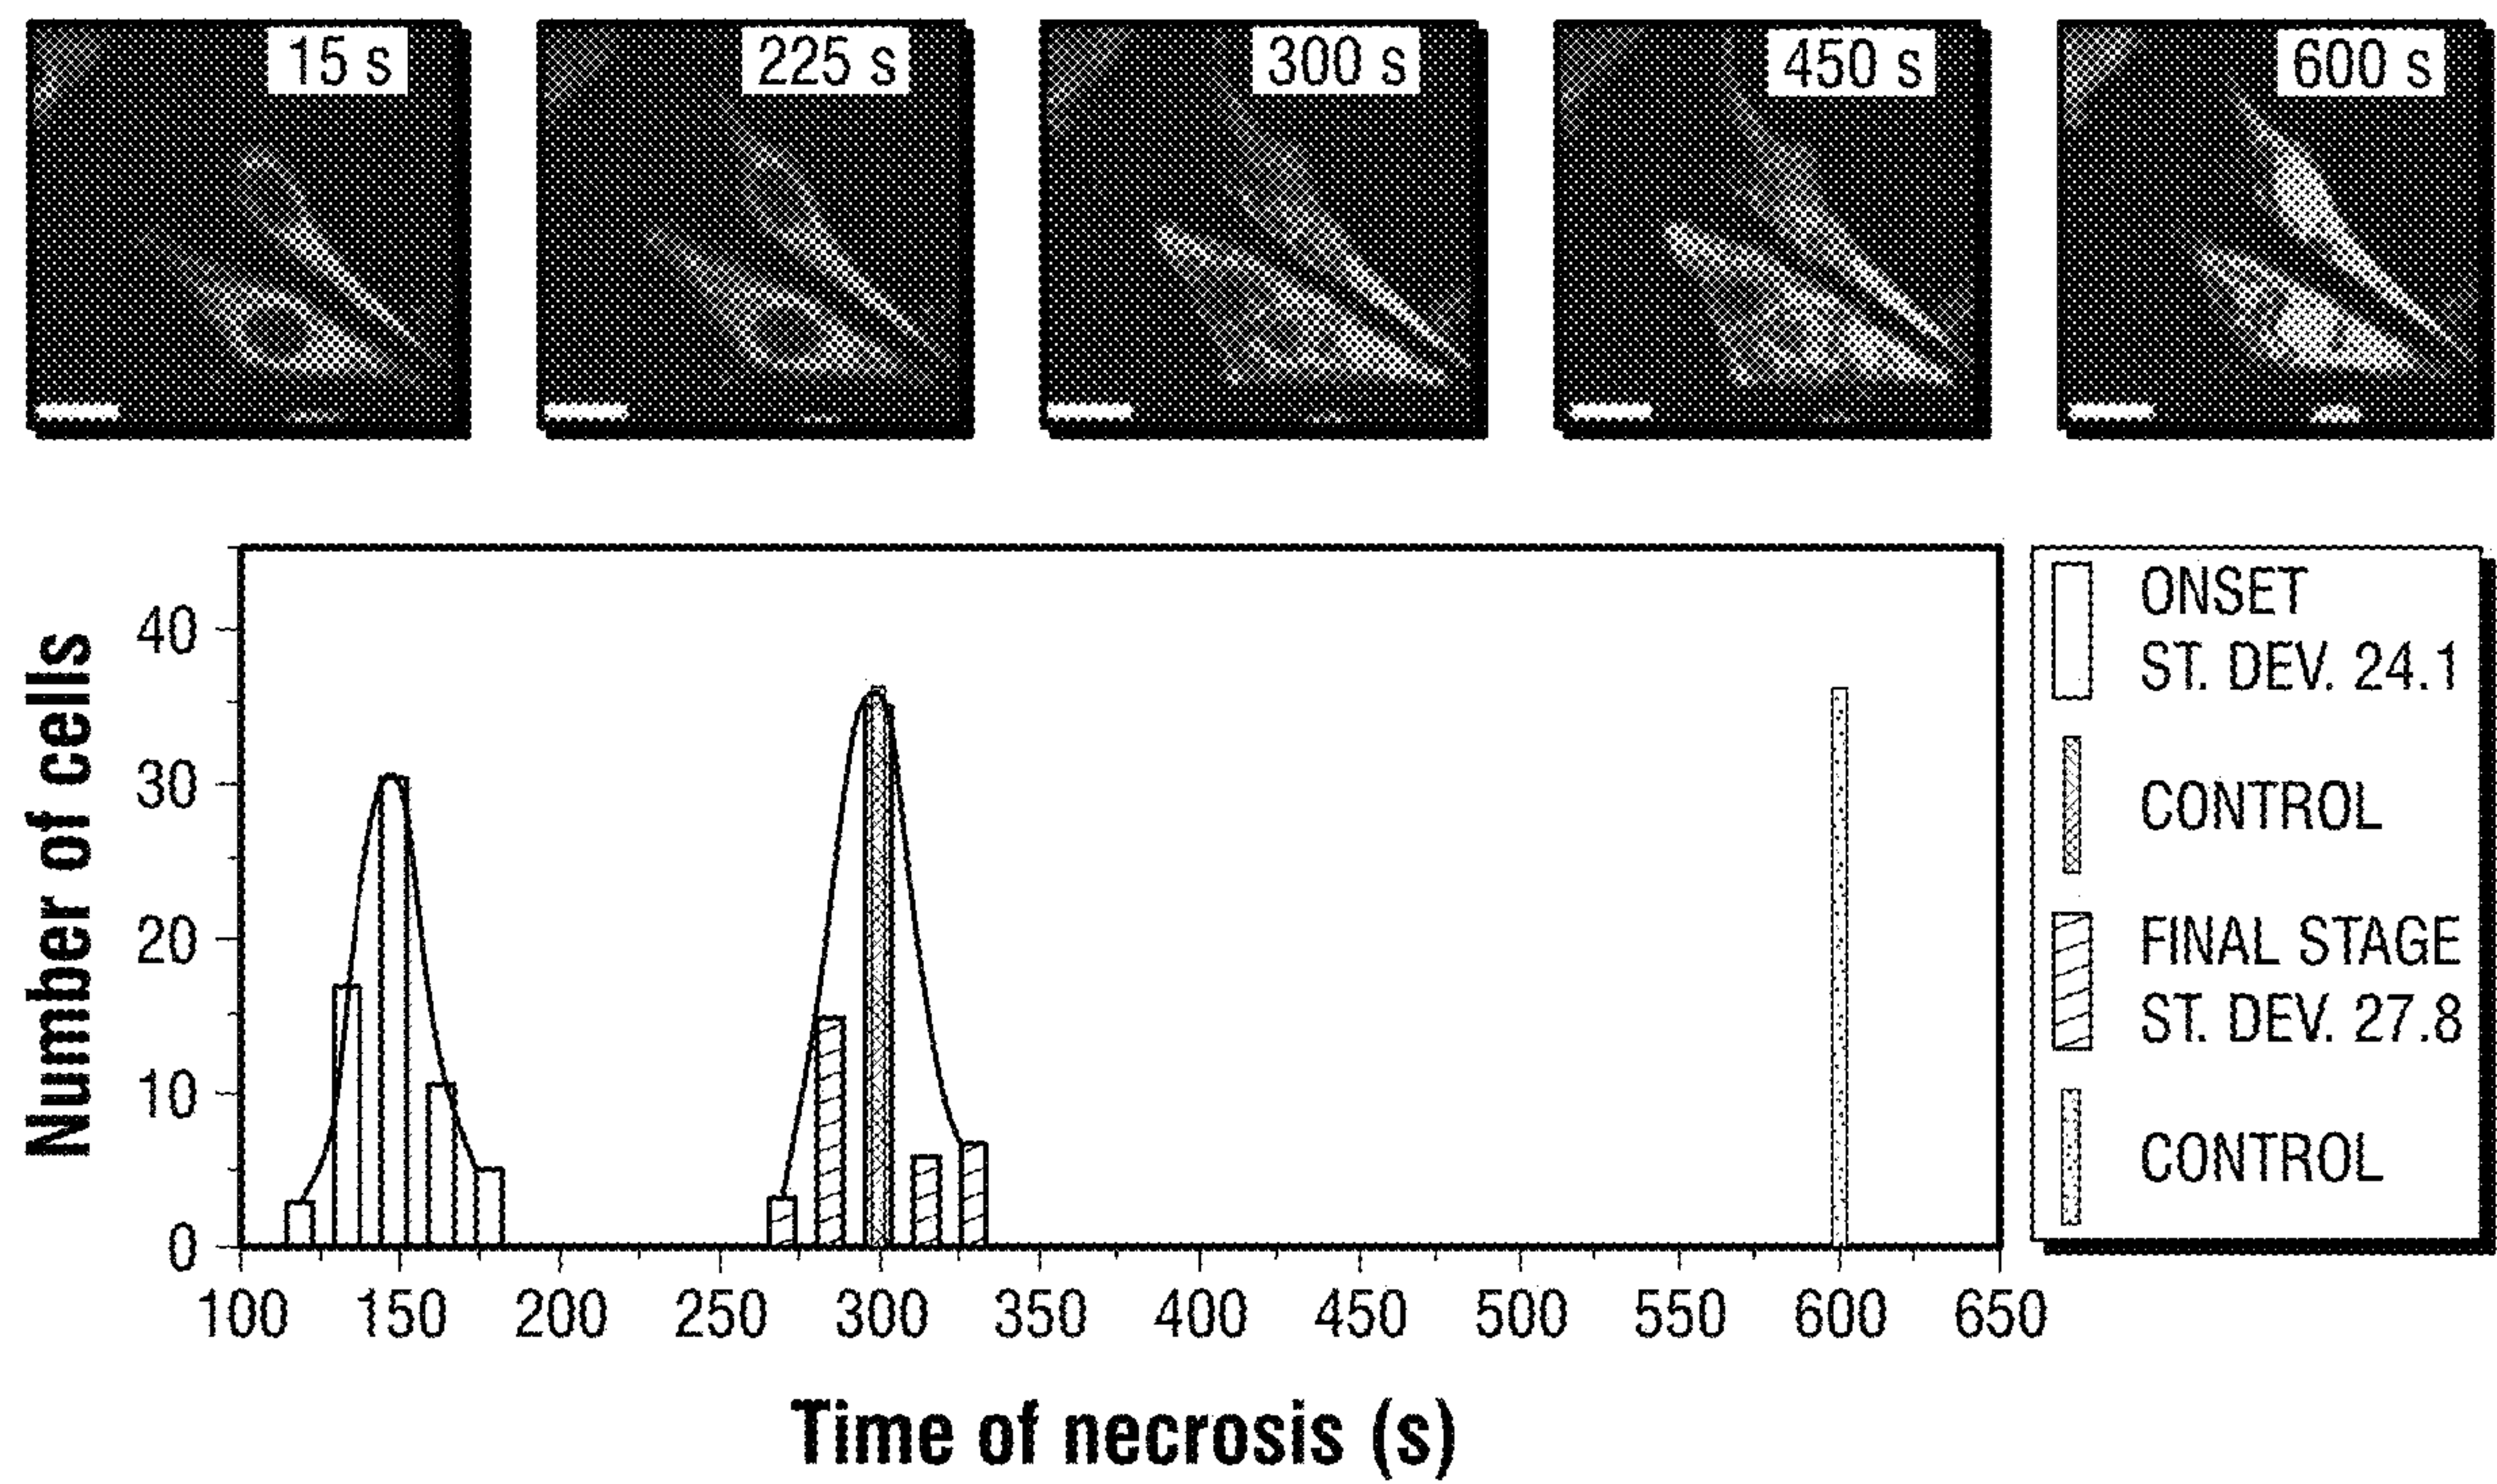 15 s
225 s
300 s
450 s
600 s
Number of cells
40
30
20
10
0
100 150 200 250 300 350 400 450 500 550 600 650
Time of necrosis (s)
ONSET
ST. DEV. 24.1
CONTROL
FINAL STAGE
ST. DEV. 27.8
CONTROL